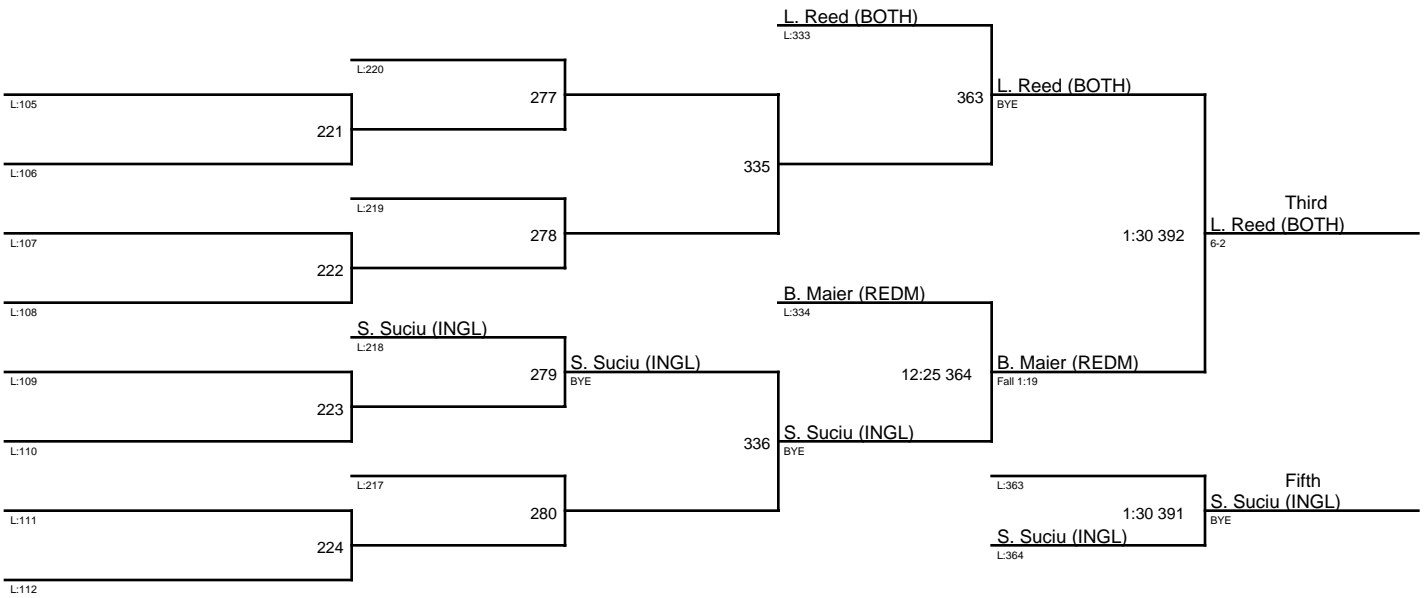 L. Reed (BOTH)
L:333
L:220
L:105
277
363
L. Reed (BOTH)
BYE
221
L:106
335
L:219
Third
L:107
278
1:30 392
L. Reed (BOTH)
6-2
222
L:108
B. Maier (REDM)
L:334
S. Suciu (INGL)
L:218
L:109
279
S. Suciu (INGL)
BYE
12:25 364
B. Maier (REDM)
Fall 1:19
223
L:110
336
S. Suciu (INGL)
BYE
L:217
L:363
Fifth
L:111
280
1:30 391
S. Suciu (INGL)
BYE
224
S. Suciu (INGL)
L:364
L:112